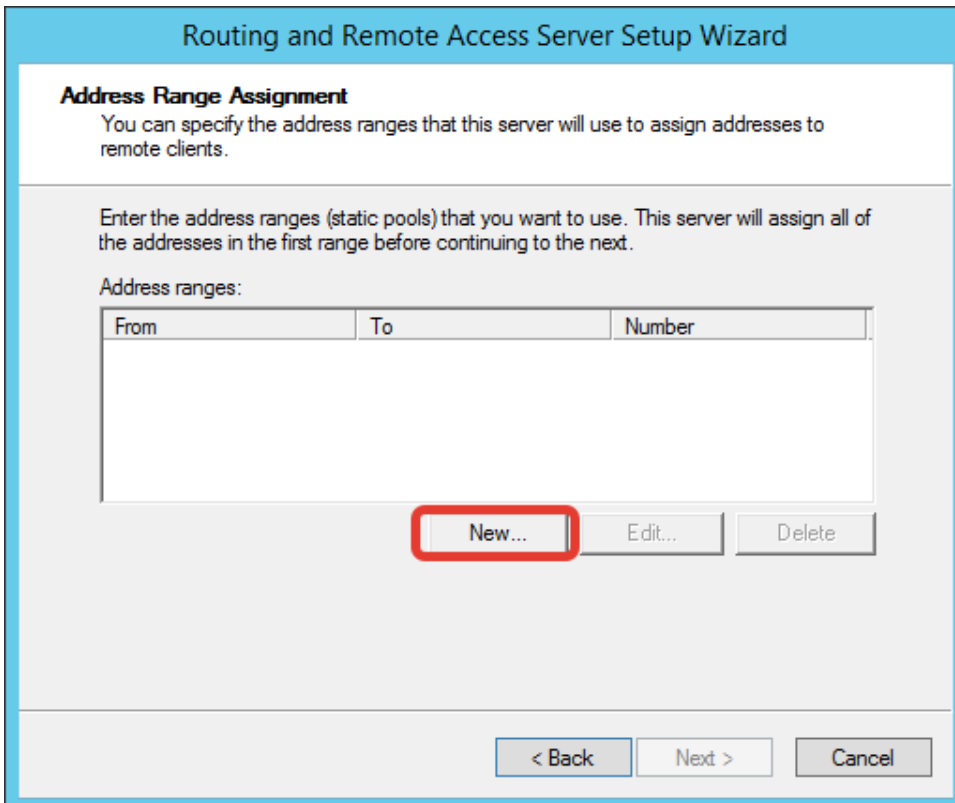 Routing and Remote Access Server Setup Wizard
Address Range Assignment
You can specify the address ranges that this server will use to assign addresses to
remote clients.
Enter the address ranges (static pools) that you want to use. This server will assign all of
the addresses in the first range before continuing to the next.
Address ranges:
From To Number
New... Edit... Delete
< Back Next > Cancel